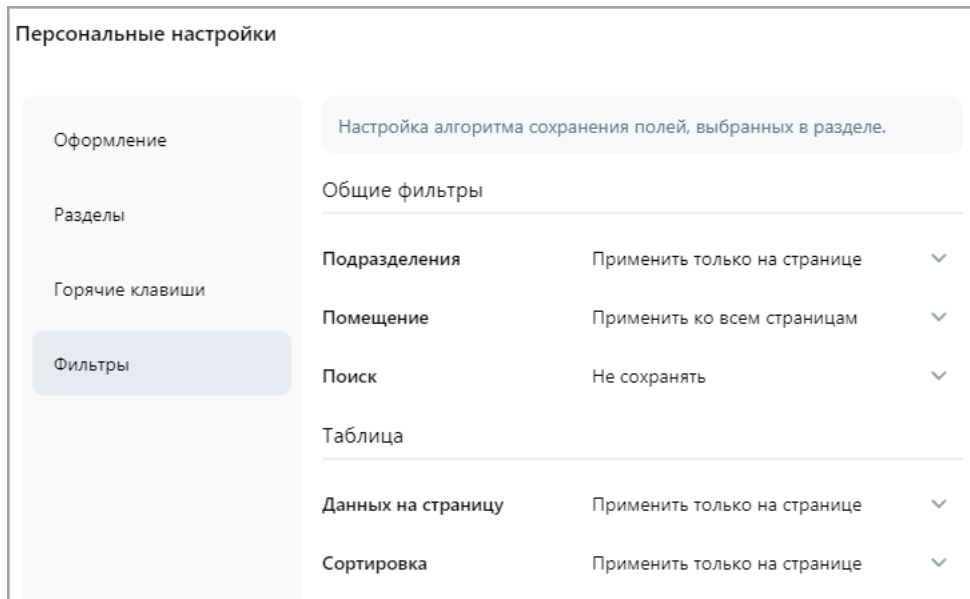 Персональные настройки
Оформление
Разделы
Горячие клавиши
Фильтры
Настройка алгоритма сохранения полей, выбранных в разделе.
Общие фильтры
Подразделения Применить только на странице
Помещение Применить ко всем страницам
Поиск Не сохранять
Таблица
Данных на страницу Применить только на странице
Сортировка Применить только на странице